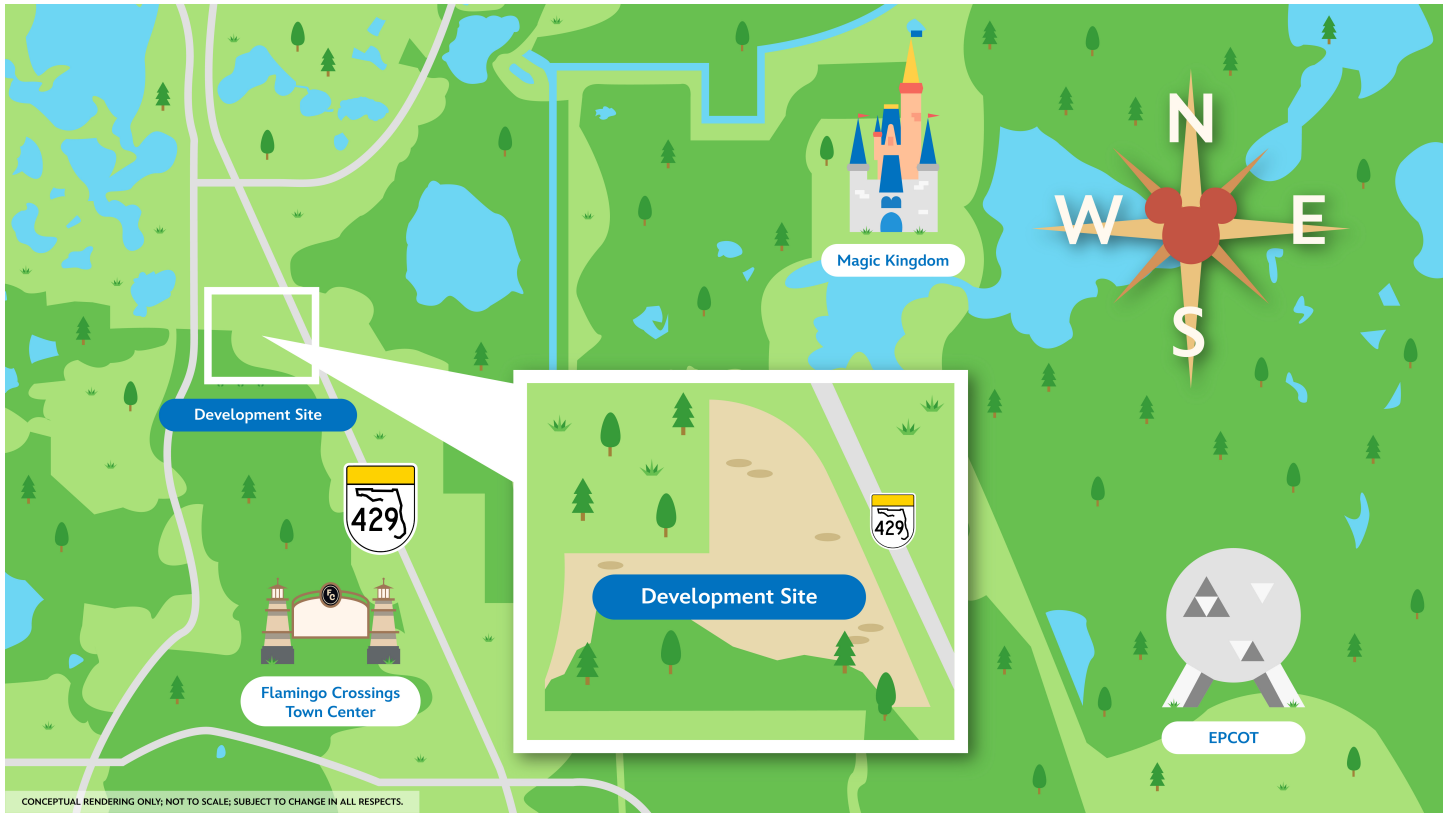 N
W
E
S
Magic Kingdom
Development Site
429
429
Development Site
FC
Flamingo Crossings
Town Center
EPCOT
CONCEPTUAL RENDERING ONLY; NOT TO SCALE; SUBJECT TO CHANGE IN ALL RESPECTS.